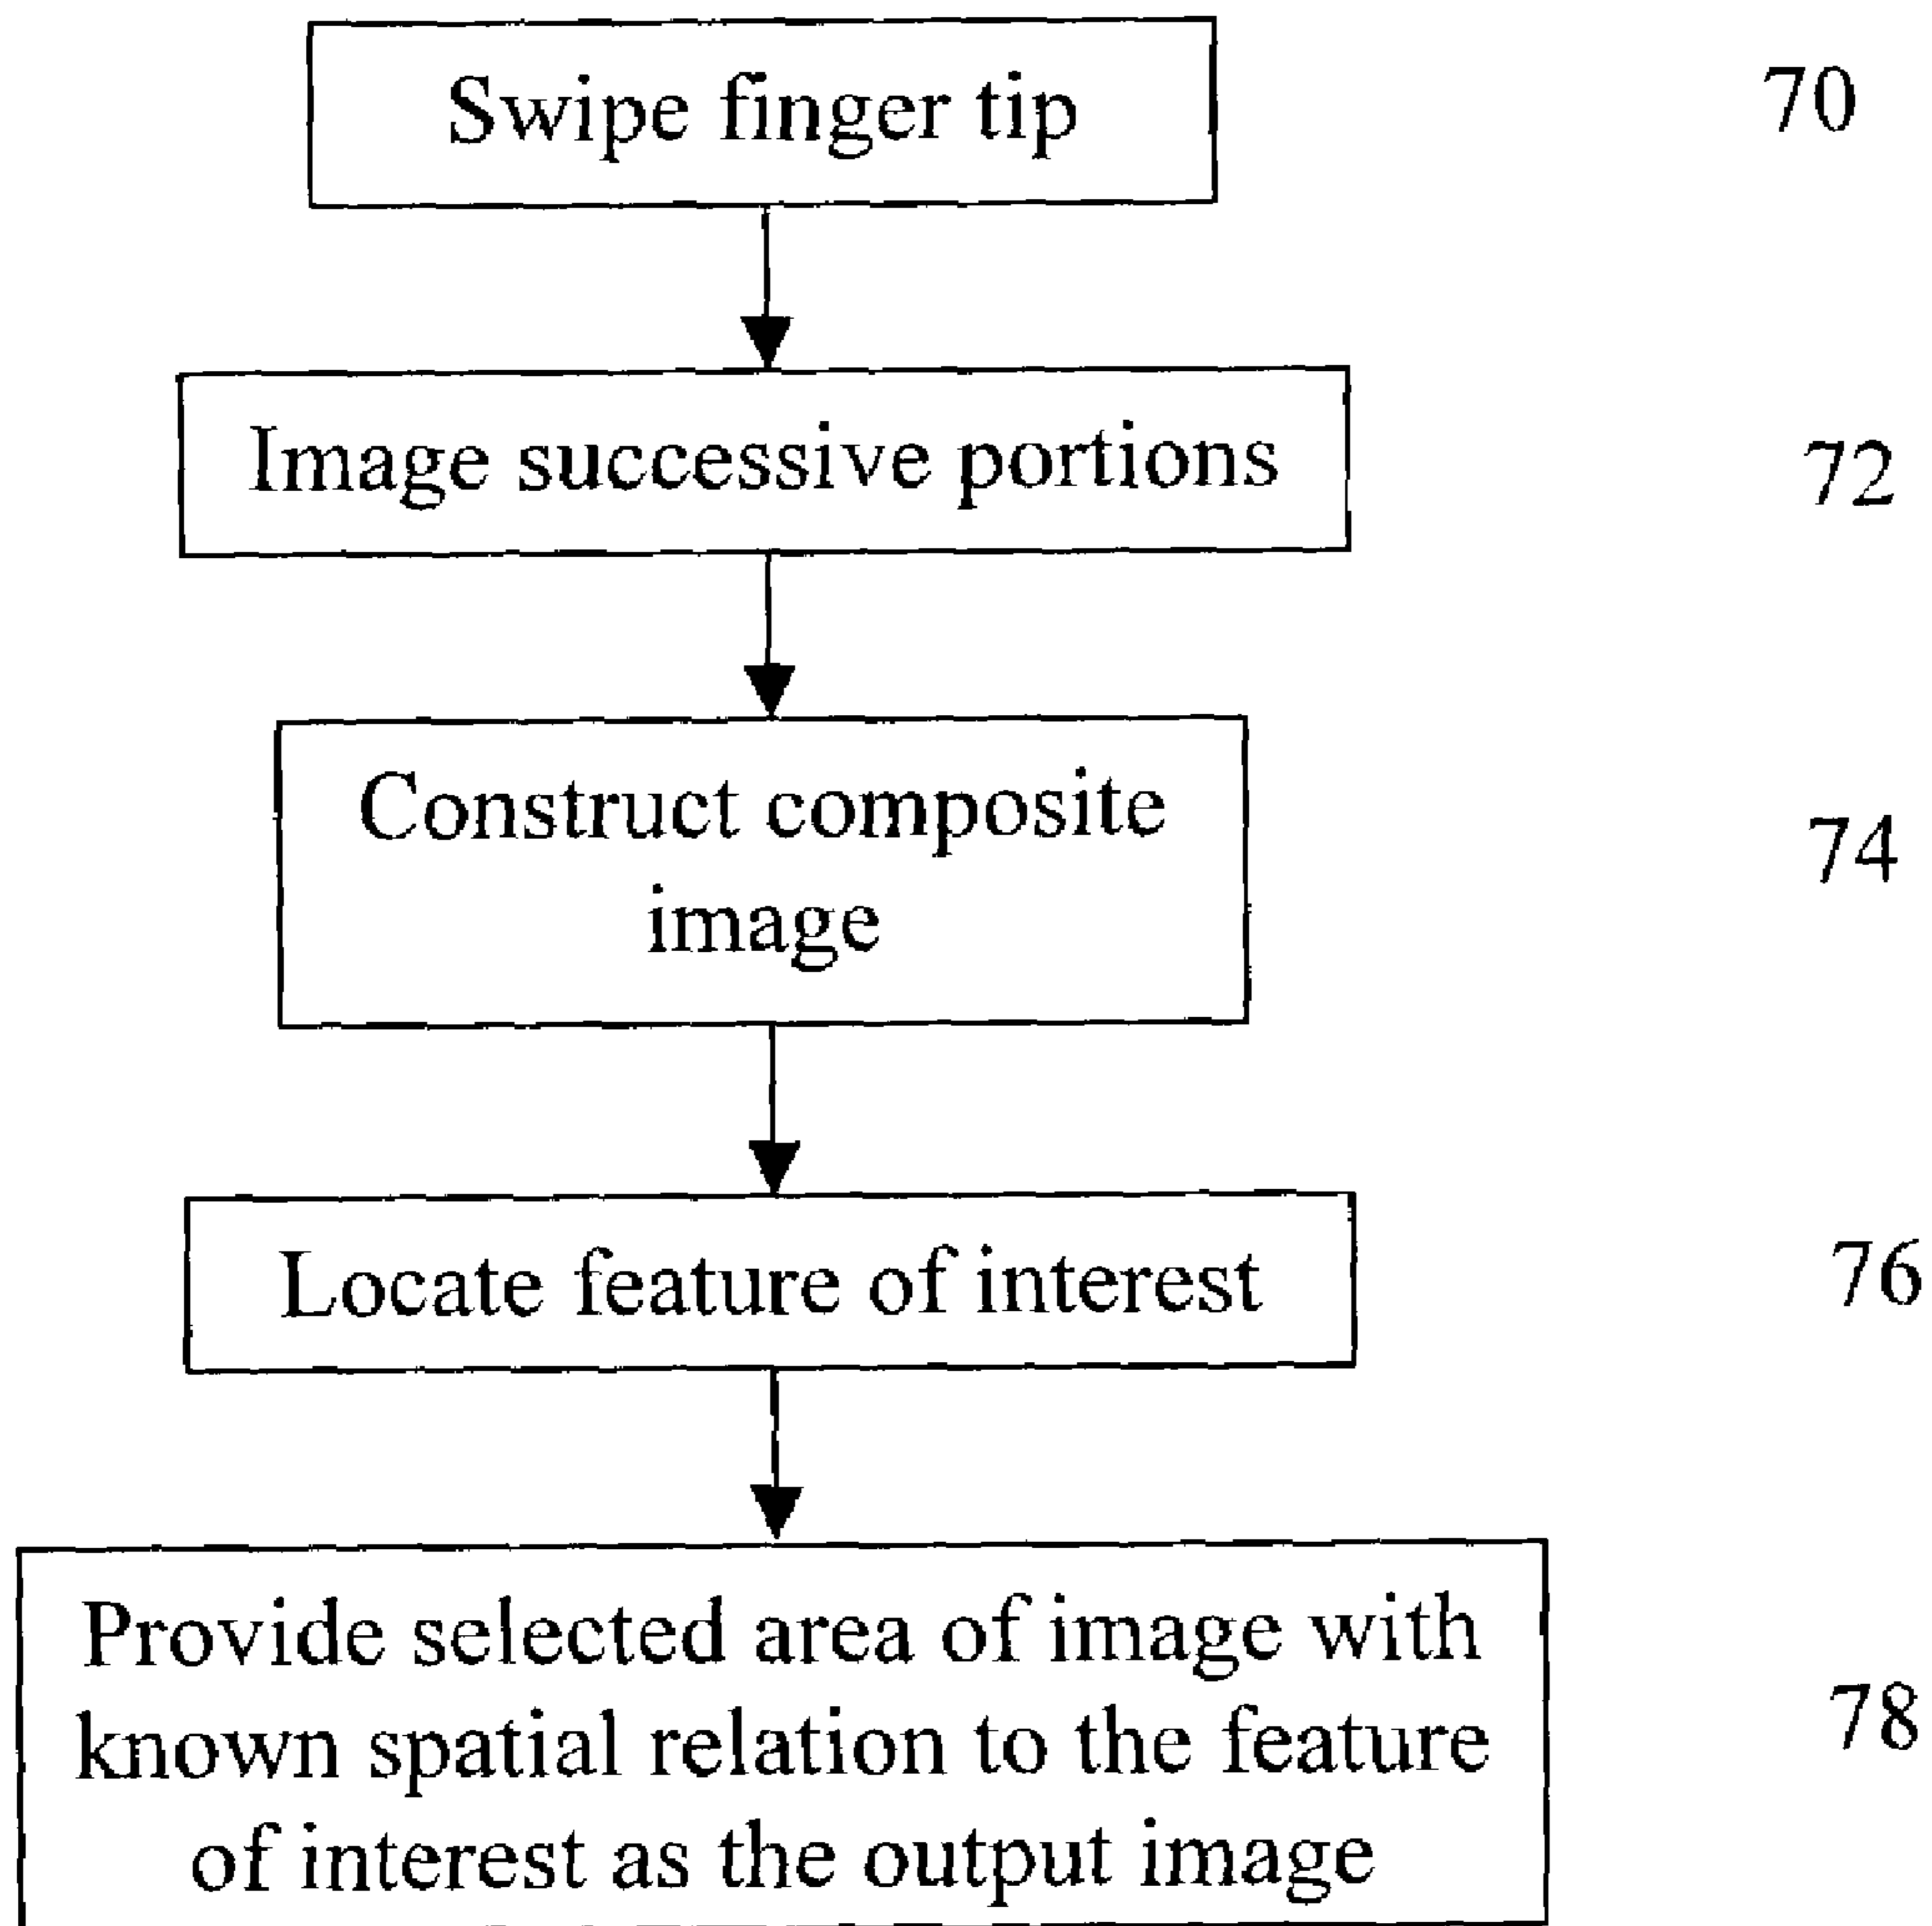 Swipe finger tip
70
Image successive portions
72
Construct composite
image
74
Locate feature of interest
76
Provide selected area of image with
known spatial relation to the feature
of interest as the output image
78